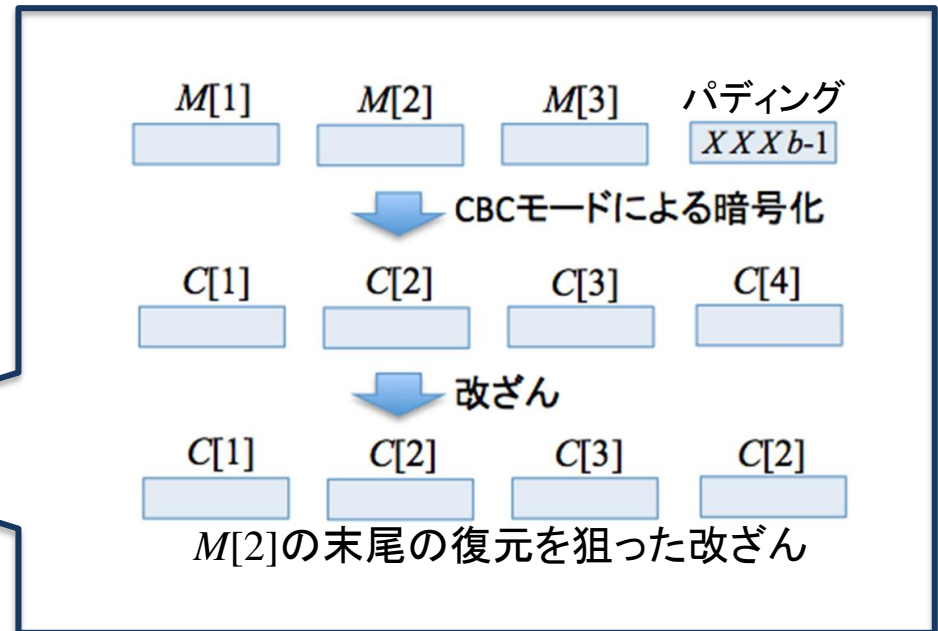 M[1] M[2] M[3] パディング
X X X b-1
CBCモードによる暗号化
C[1] C[2] C[3] C[4]
改ざん
C[1] C[2] C[3] C[2]
M[2]の末尾の復元を狙った改ざん